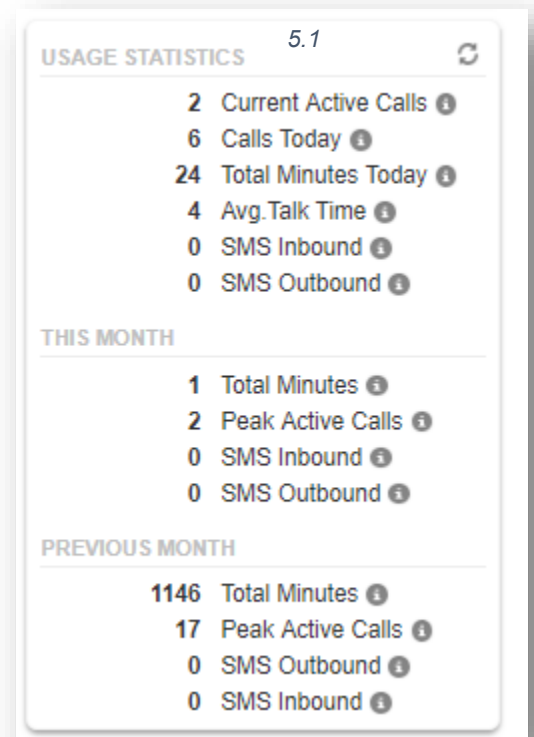 5.1
USAGE STATISTICS
2 Current Active Calls
6 Calls Today
24 Total Minutes Today
4 Avg.Talk Time
0 SMS Inbound
0 SMS Outbound
THIS MONTH
1 Total Minutes
2 Peak Active Calls
0 SMS Inbound
0 SMS Outbound
PREVIOUS MONTH
1146 Total Minutes
17 Peak Active Calls
0 SMS Outbound
0 SMS Inbound